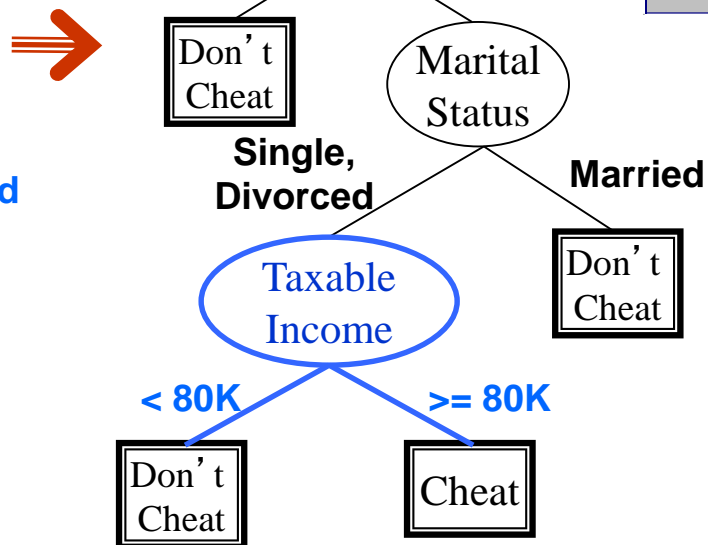 Don’t
Cheat
Marital
Status
Single,
Divorced
Married
d
Taxable
Income
Don’t
Cheat
< 80K
>= 80K
Don’t
Cheat
Cheat